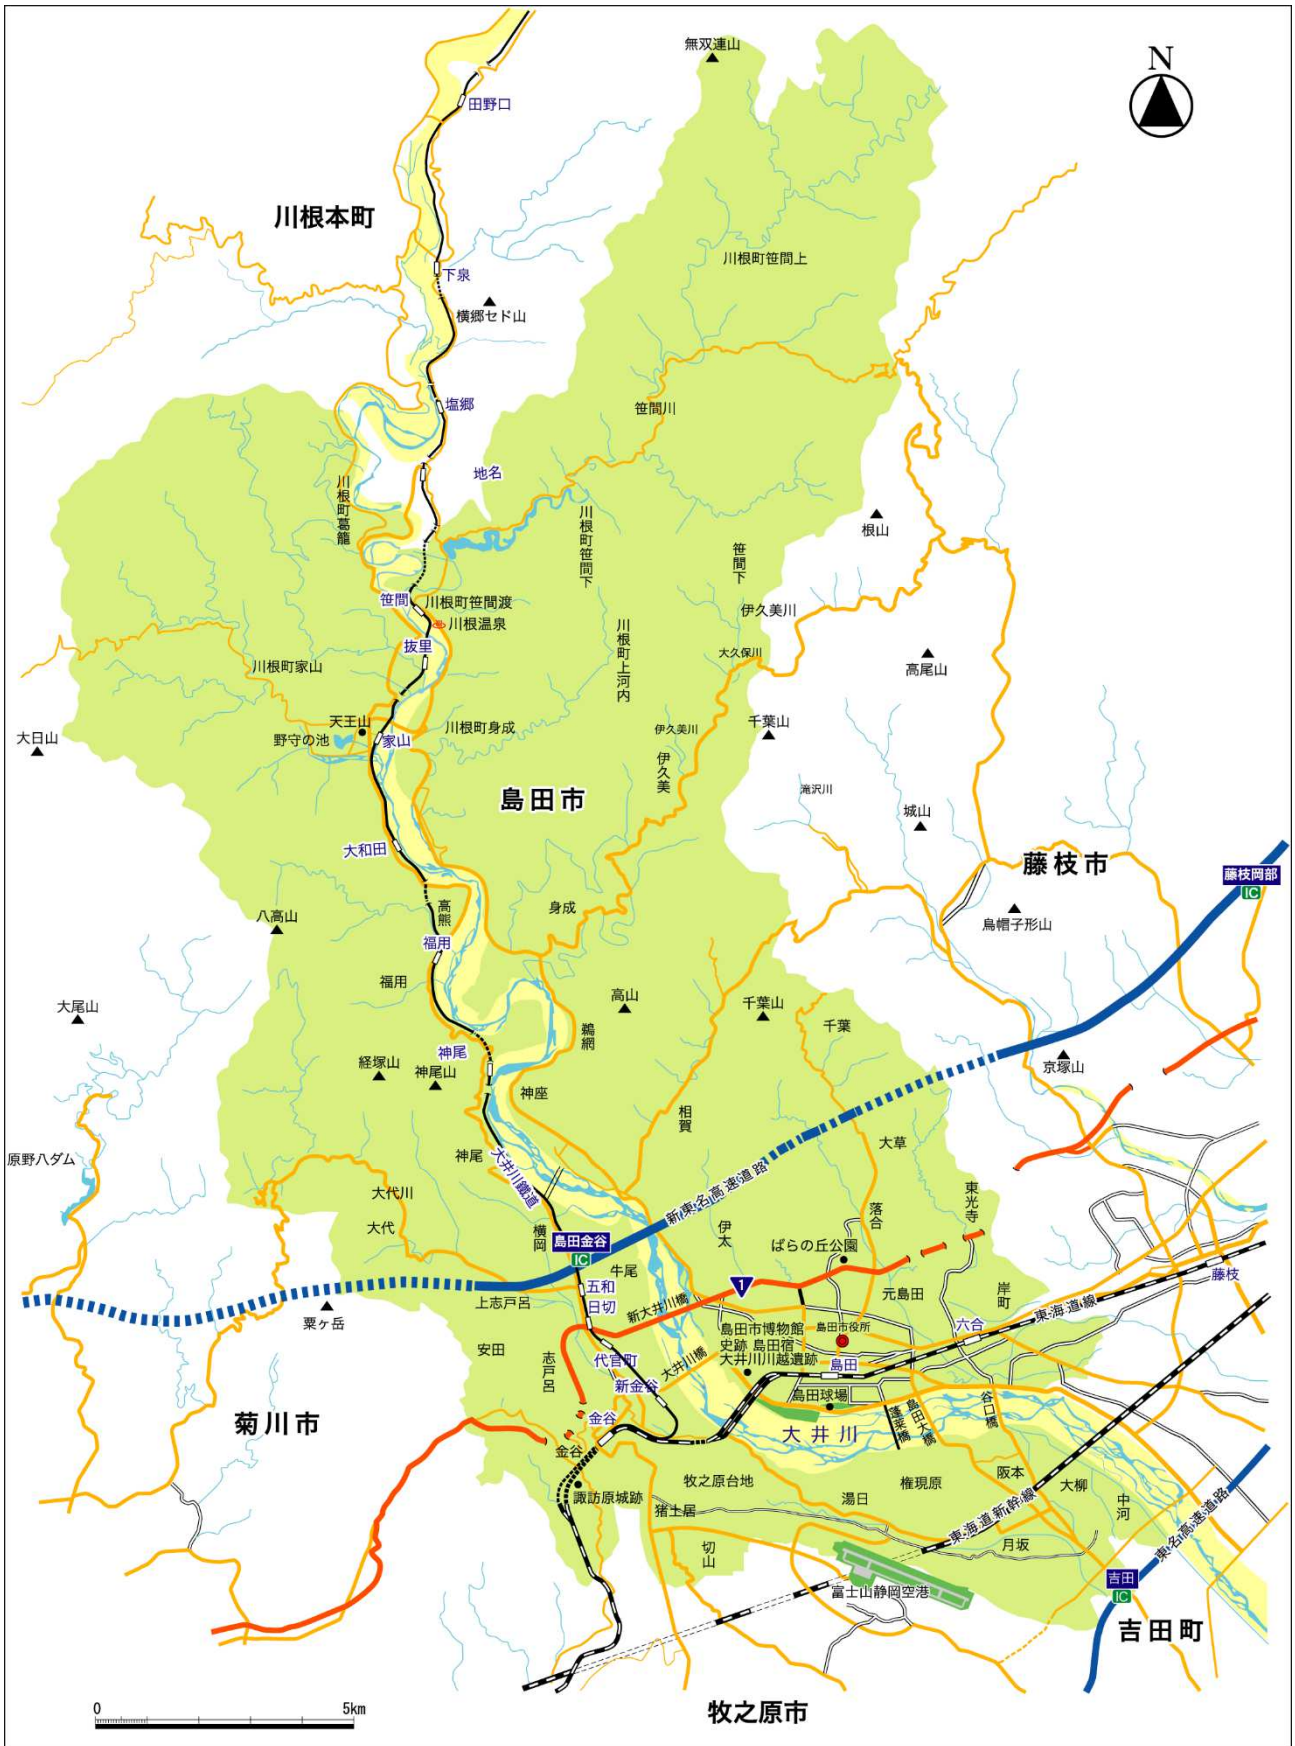 無双連山
N
田野口
川根本町
川根町笹間上
下泉
横郷セド山
塩郷
笹間川
地名
川根町葛籠
川根町笹間下
根山
笹間下
笹間
川根町笹間渡
伊久美川
川根温泉
川根町上河内
抜里
大久保川
高尾山
川根町家山
天王山
川根町身成
伊久美川
千葉山
大日山
野守の池
家山
伊久美
滝沢川
島田市
城山
大和田
藤枝市
藤枝岡部
IC
高熊
身成
八高山
烏帽子形山
福用
福用
高山
千葉山
大尾山
千葉
鵜網
神尾
経塚山
神尾山
京塚山
神座
相賀
大草
原野八ダム
神尾
大井川鐵道
新東名高速道路
大代川
東光寺
大代
横岡
伊太
落合
島田金谷
IC
ばらの丘公園
牛尾
藤枝
五和
1
元島田
岸町
上志戸呂
日切
新大井川橋
東海道線
粟ヶ岳
島田市博物館
島田市役所
六合
史跡 島田宿
安田
代官町
大井川橋
大井川川越遺跡
島田
志戸呂
新金谷
島田球場
谷口橋
菊川市
金谷
蓬莱橋
島田大橋
大井川
金谷
牧之原台地
権現原
阪本
大柳
諏訪原城跡
湯日
中河
猪土居
東海道新幹線
東名高速道路
切山
月坂
吉田
IC
富士山静岡空港
吉田町
0
5km
牧之原市